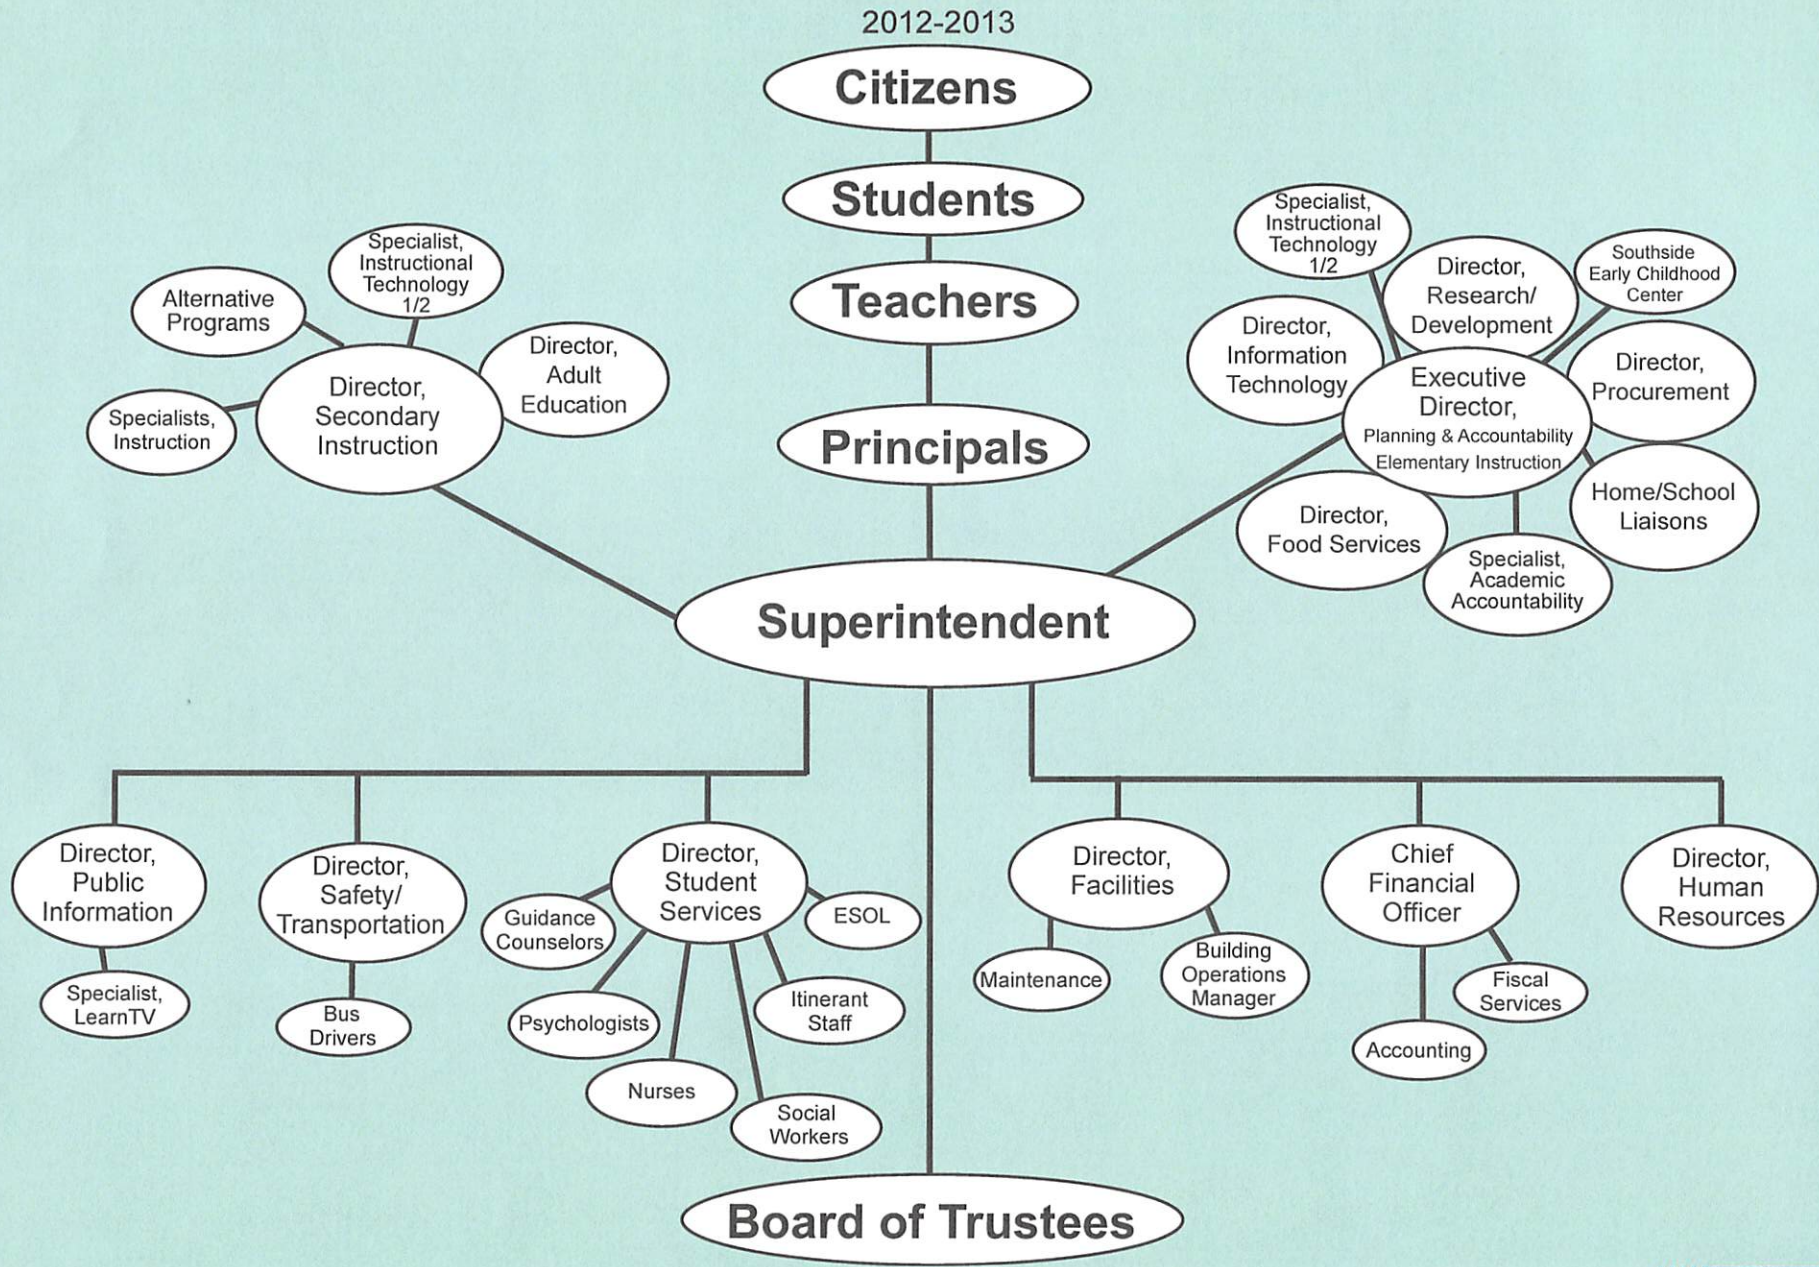 2012-2013
Citizens
Students
Teachers
Principals
Superintendent
Board of Trustees
Alternative
Programs
Specialist,
Instructional
Technology
1/2
Specialists,
Instruction
Director,
Secondary
Instruction
Director,
Adult
Education
Specialist,
Instructional
Technology
1/2
Director,
Research/
Development
Southside
Early Childhood
Center
Director,
Information
Technology
Executive
Director,
Planning & Accountability
Elementary Instruction
Director,
Procurement
Home/School
Liaisons
Director,
Food Services
Specialist,
Academic
Accountability
Director,
Public
Information
Specialist,
LearnTV
Director,
Safety/
Transportation
Bus
Drivers
Director,
Student
Services
Guidance
Counselors
Psychologists
Nurses
Social
Workers
Itinerant
Staff
ESOL
Director,
Facilities
Maintenance
Building
Operations
Manager
Chief
Financial
Officer
Accounting
Fiscal
Services
Director,
Human
Resources